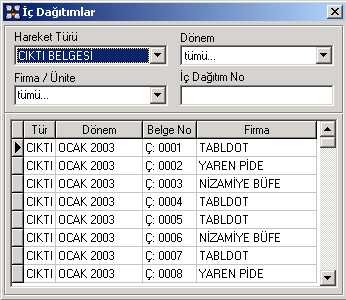 İç Dağıtımlar
Hareket Türü
Dönem
ÇIKTI BELGESİ
tümü...
Firma / Ünite
İç Dağıtım No
tümü...
Tür Dönem Belge No Firma
ÇIKTI OCAK 2003 Ç: 0001 TABLDOT
ÇIKTI OCAK 2003 Ç: 0002 YAREN PİDE
ÇIKTI OCAK 2003 Ç: 0003 NİZAMİYE BÜFE
ÇIKTI OCAK 2003 Ç: 0004 TABLDOT
ÇIKTI OCAK 2003 Ç: 0005 TABLDOT
ÇIKTI OCAK 2003 Ç: 0006 NİZAMİYE BÜFE
ÇIKTI OCAK 2003 Ç: 0007 TABLDOT
ÇIKTI OCAK 2003 Ç: 0008 YAREN PİDE